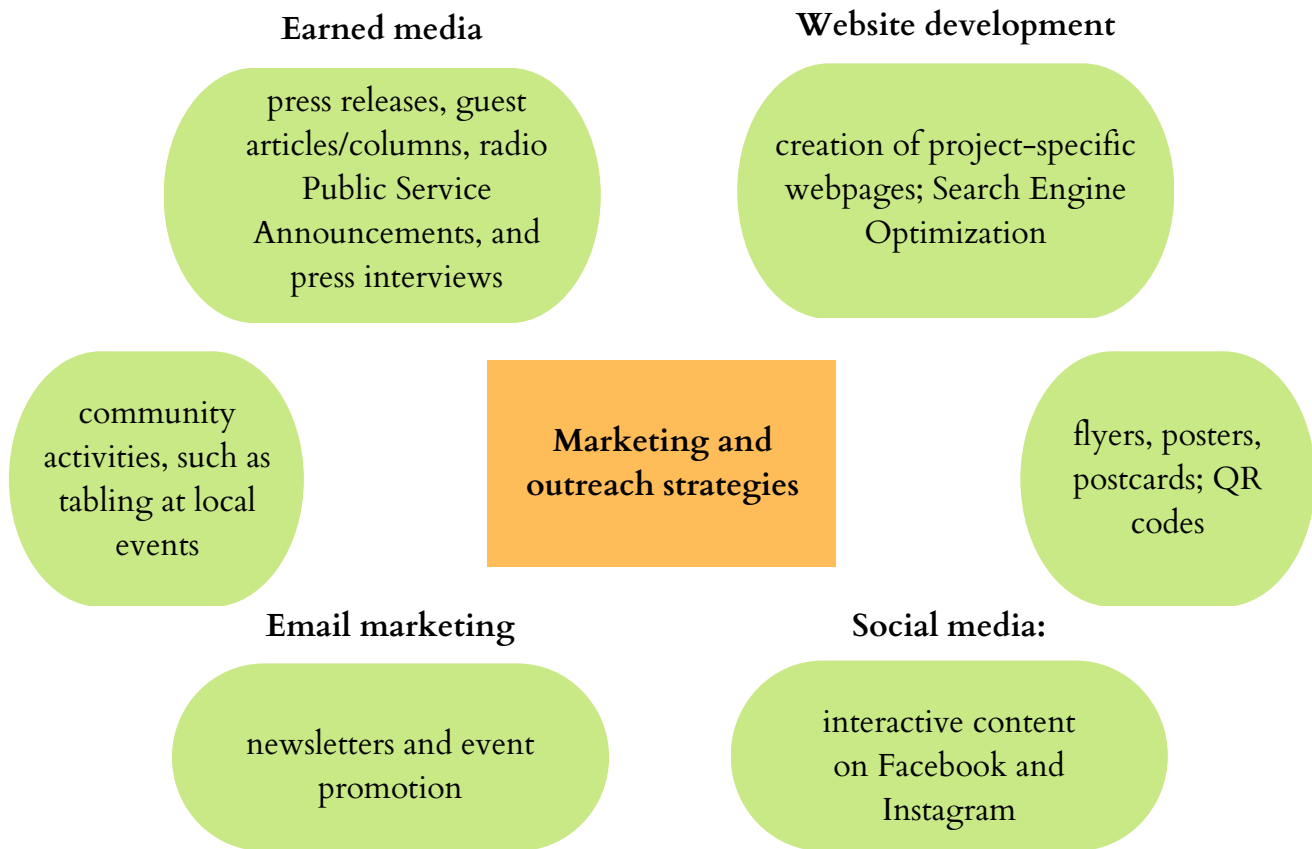 Earned media
press releases, guest
articles/columns, radio
Public Service
Announcements, and
press interviews
Website development
creation of project-specific
webpages; Search Engine
Optimization
community
activities, such as
tabling at local
events
Marketing and
outreach strategies
flyers, posters,
postcards; QR
codes
Email marketing
newsletters and event
promotion
Social media:
interactive content
on Facebook and
Instagram